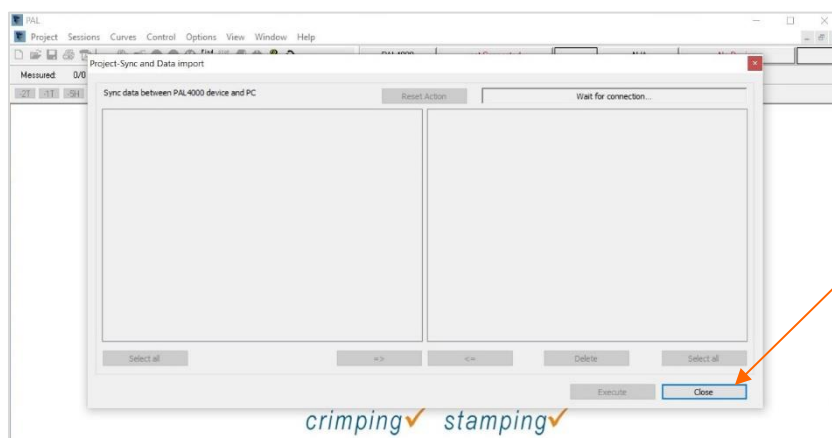 PAL
Project Sessions Curves Control Options View Window Help
Project-Sync and Data import
Messured: 0/0
-2T -1T -5H
Sync data between PAL4000 device and PC
Reset Action
Wait for connection...
Select all
=>
<=
Delete
Select all
Execute
Close
crimping stamping